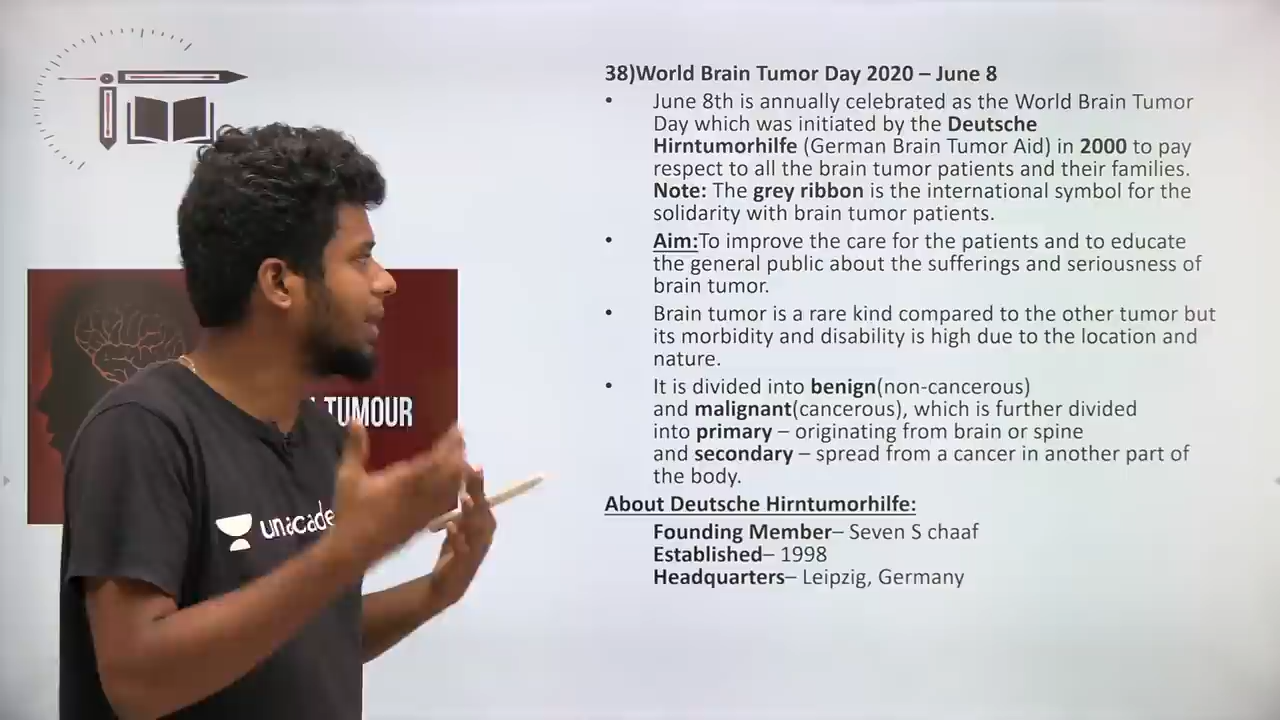 38)World Brain Tumor Day 2020 – June 8
• June 8th is annually celebrated as the World Brain Tumor
Day which was initiated by the Deutsche
Hirntumorhilfe (German Brain Tumor Aid) in 2000 to pay
respect to all the brain tumor patients and their families.
Note: The grey ribbon is the international symbol for the
solidarity with brain tumor patients.
• Aim:To improve the care for the patients and to educate
the general public about the sufferings and seriousness of
brain tumor.
• Brain tumor is a rare kind compared to the other tumor but
its morbidity and disability is high due to the location and
nature.
• It is divided into benign(non-cancerous)
and malignant(cancerous), which is further divided
into primary – originating from brain or spine
and secondary – spread from a cancer in another part of
the body.
About Deutsche Hirntumorhilfe:
Founding Member– Seven S chaaf
Established– 1998
Headquarters– Leipzig, Germany
TUMOUR
unacade